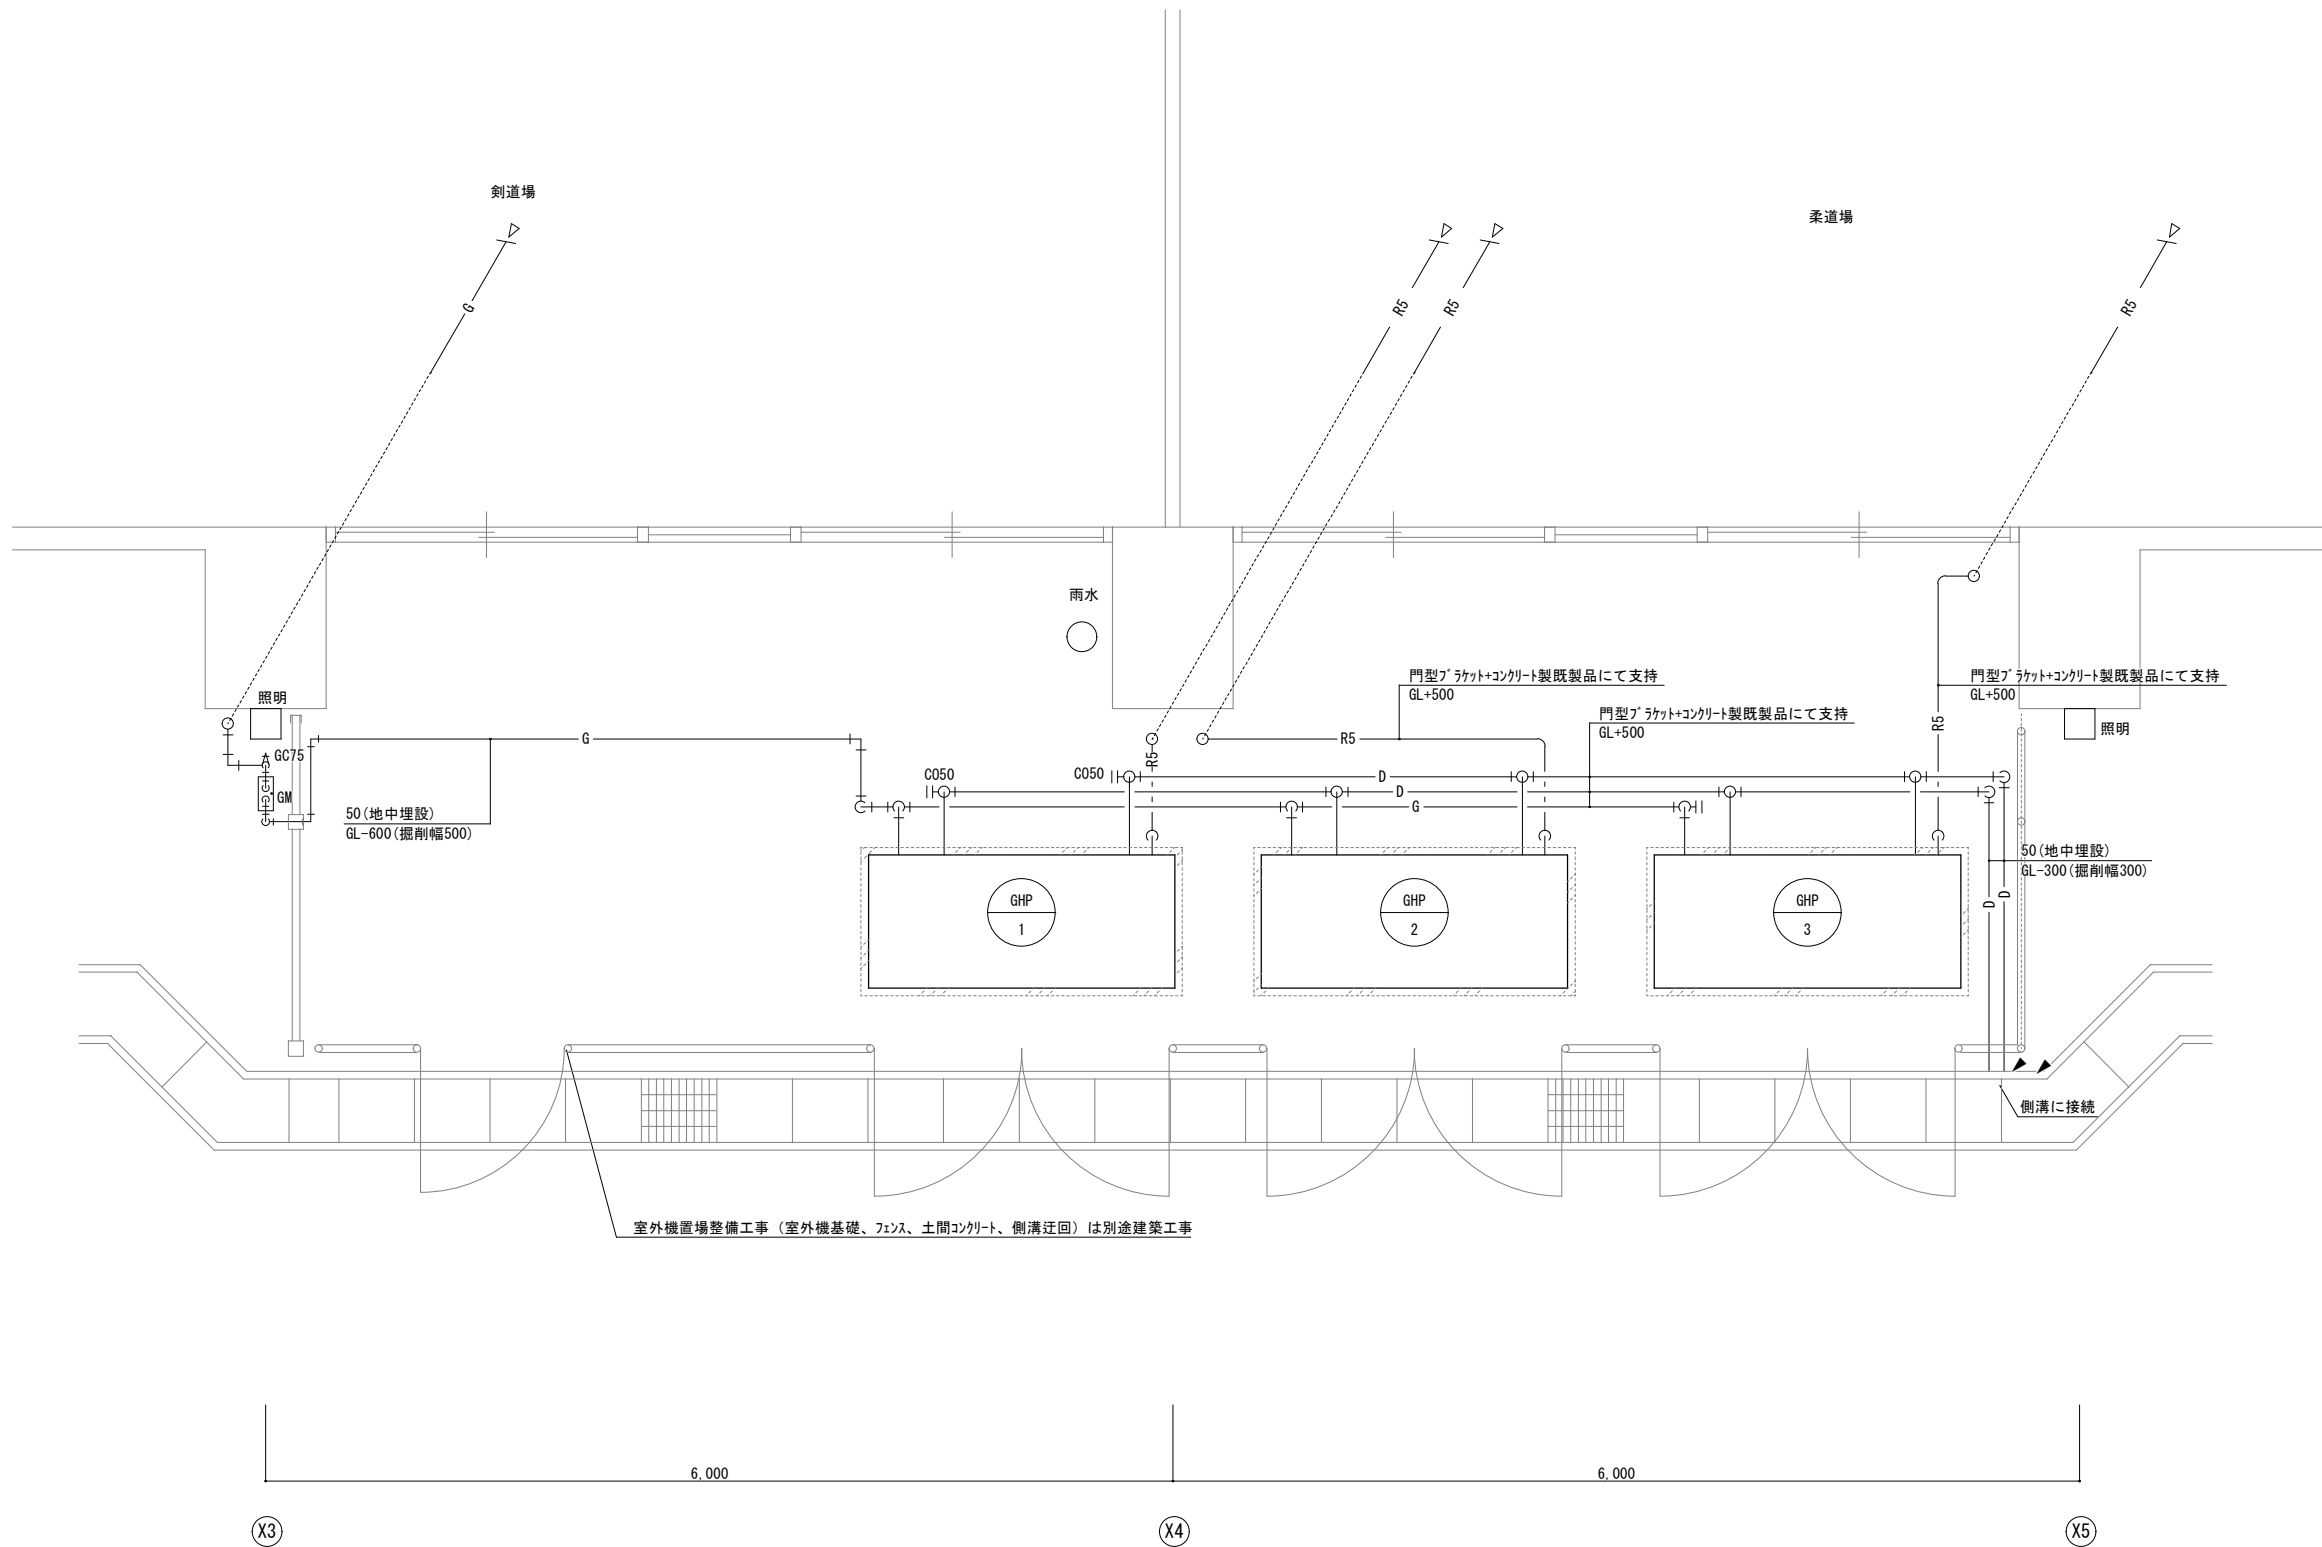 剣道場
柔道場
G
R5
R5
R5
雨水
門型ﾌﾞﾗｹｯﾄ+ｺﾝｸﾘｰﾄ製既製品にて支持
GL+500
門型ﾌﾞﾗｹｯﾄ+ｺﾝｸﾘｰﾄ製既製品にて支持
GL+500
門型ﾌﾞﾗｹｯﾄ+ｺﾝｸﾘｰﾄ製既製品にて支持
GL+500
照明
照明
G
R5
R5
R5
GC75
GM
CO50
CO50
D
D
G
50(地中埋設)
GL-600(掘削幅500)
50(地中埋設)
GL-300(掘削幅300)
GHP
1
GHP
2
GHP
3
D
D
側溝に接続
室外機置場整備工事（室外機基礎、ﾌｪﾝｽ、土間ｺﾝｸﾘｰﾄ、側溝迂回）は別途建築工事
6,000
6,000
X3
X4
X5